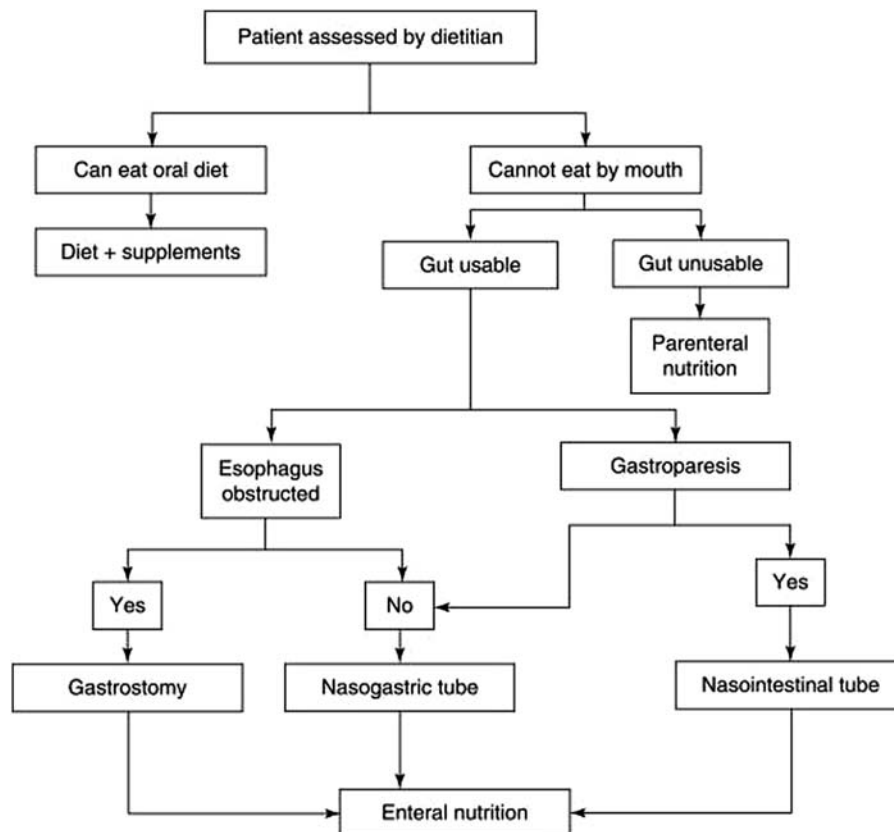 Patient assessed by dietitian
Can eat oral diet
Cannot eat by mouth
Diet + supplements
Gut usable
Gut unusable
Parenteral
nutrition
Esophagus
obstructed
Gastroparesis
Yes
No
Yes
Gastrostomy
Nasogastric tube
Nasointestinal tube
Enteral nutrition